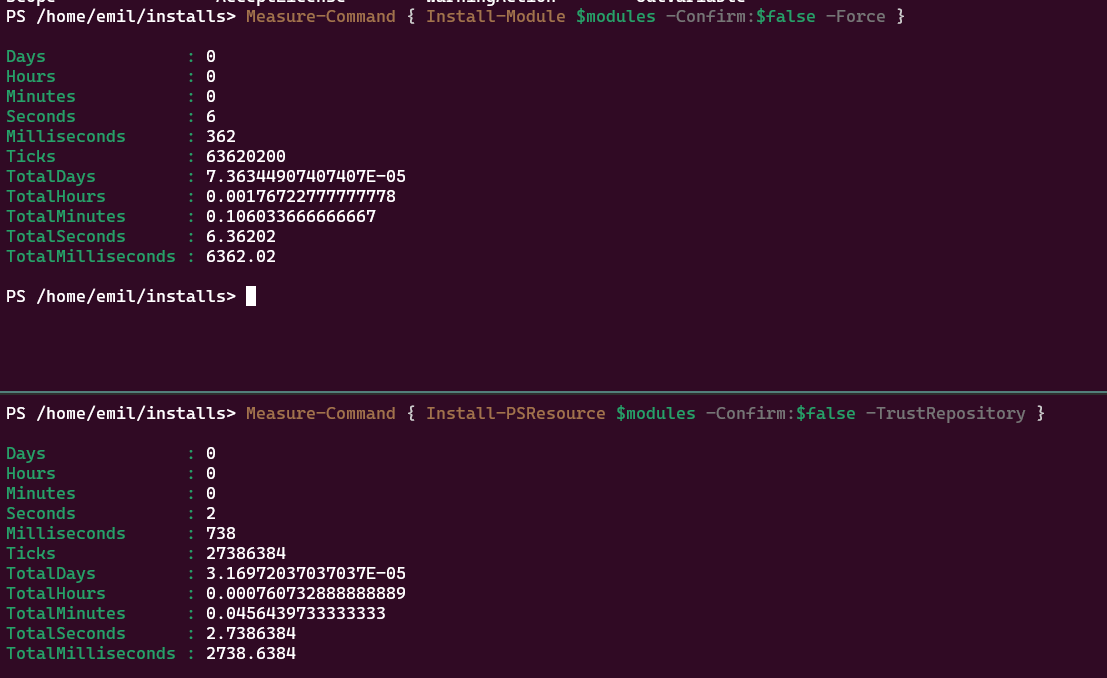 Scope AcceptLicense WarningAction OutVariable
PS /home/emil/installs> Measure-Command { Install-Module $modules -Confirm:$false -Force }
Days : 0
Hours : 0
Minutes : 0
Seconds : 6
Milliseconds : 362
Ticks : 63620200
TotalDays : 7.36344907407407E-05
TotalHours : 0.00176722777777778
TotalMinutes : 0.106033666666667
TotalSeconds : 6.36202
TotalMilliseconds : 6362.02
PS /home/emil/installs>
PS /home/emil/installs> Measure-Command { Install-PSResource $modules -Confirm:$false -TrustRepository }
Days : 0
Hours : 0
Minutes : 0
Seconds : 2
Milliseconds : 738
Ticks : 27386384
TotalDays : 3.16972037037037E-05
TotalHours : 0.000760732888888889
TotalMinutes : 0.0456439733333333
TotalSeconds : 2.7386384
TotalMilliseconds : 2738.6384